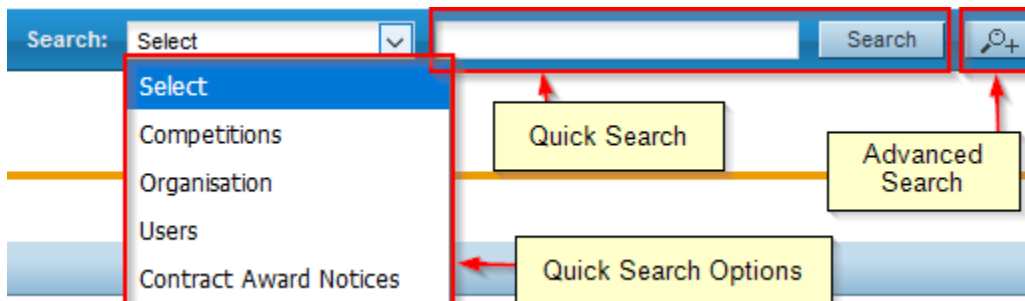 Search: Select Search
Select
Competitions
Quick Search
Advanced
Search
Organisation
Users
Contract Award Notices
Quick Search Options